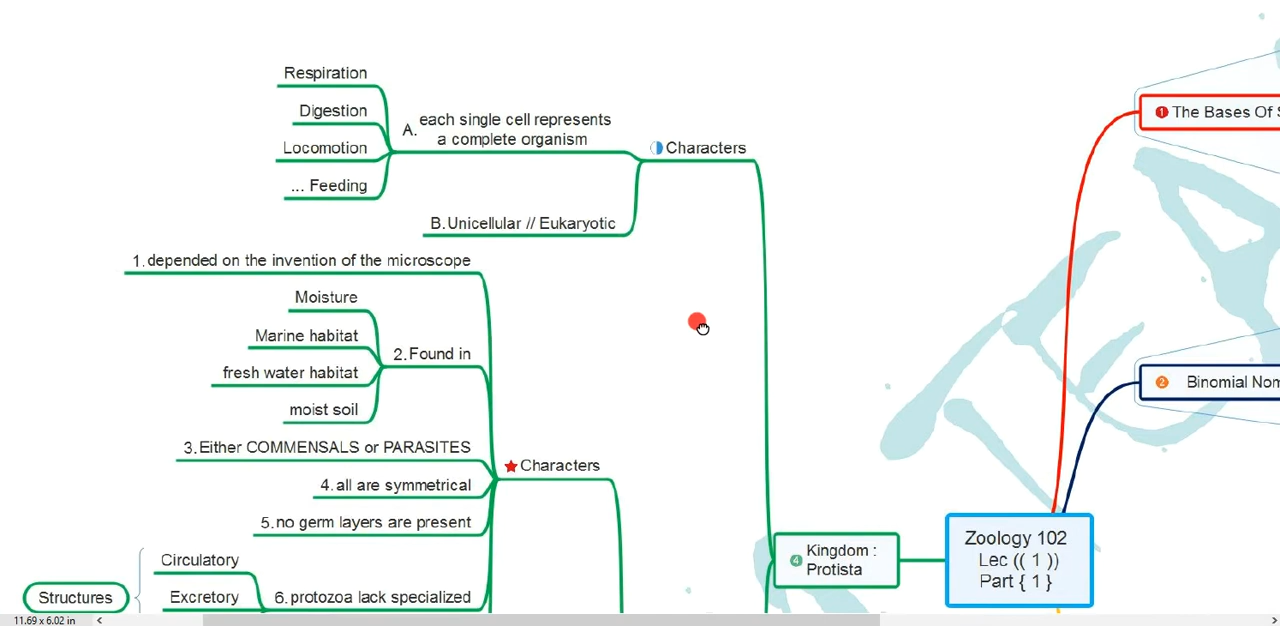 Respiration
Digestion
Locomotion
... Feeding
A. each single cell represents
a complete organism
Characters
B. Unicellular // Eukaryotic
1. depended on the invention of the microscope
Moisture
Marine habitat
fresh water habitat
moist soil
2. Found in
3. Either COMMENSALS or PARASITES
4. all are symmetrical
5. no germ layers are present
Circulatory
Excretory
Structures
6. protozoa lack specialized
Characters
4 Kingdom :
Protista
Zoology 102
Lec (( 1 ))
Part { 1 }
1 The Bases Of S
2 Binomial Nom
11.69 x 6.02 in